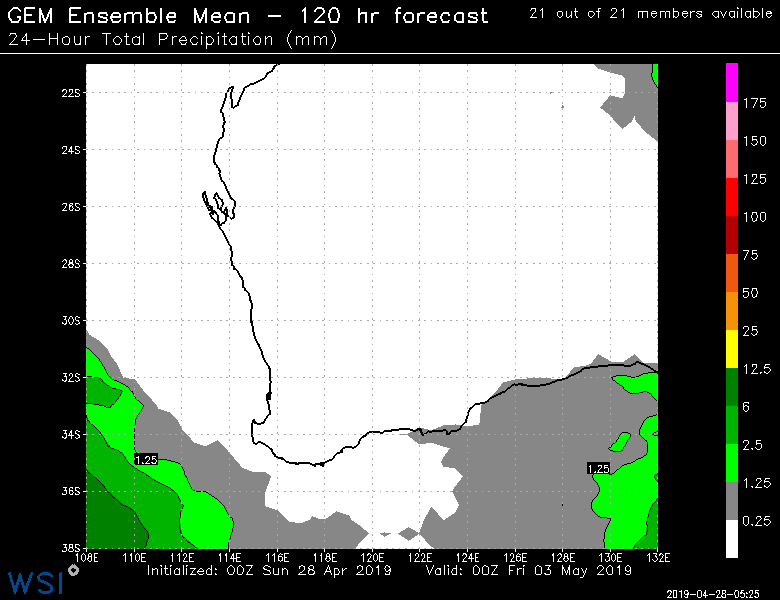 GEM Ensemble Mean - 120 hr forecast
21 out of 21 members available
24-Hour Total Precipitation (mm)
22S
24S
26S
28S
30S
32S
34S
36S
38S
175
150
125
100
75
50
25
12.5
6
2.5
1.25
0.25
1.25
1.25
108E 110E 112E 114E 116E 118E 120E 122E 124E 126E 128E 130E 132E
Initialized: 00Z Sun 28 Apr 2019 Valid: 00Z Fri 03 May 2019
WSI
2019-04-28-05:25